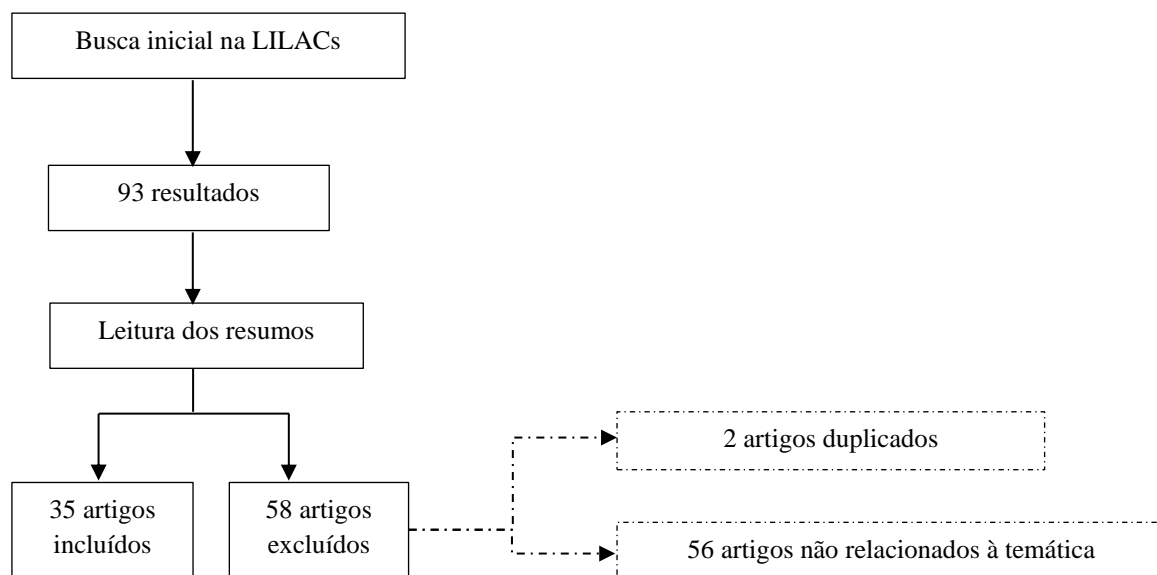 Busca inicial na LILACs
93 resultados
Leitura dos resumos
2 artigos duplicados
35 artigos
incluídos
58 artigos
excluídos
56 artigos não relacionados à temática